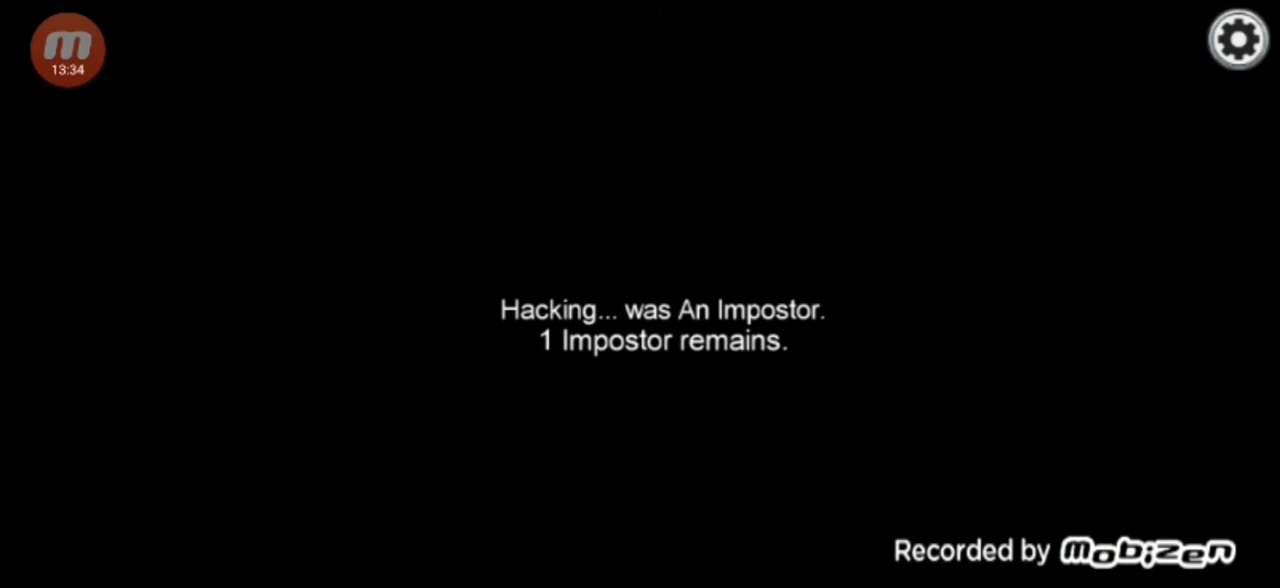 m
13:34
Hacking... was An Impostor.
1 Impostor remains.
Recorded by mobizen